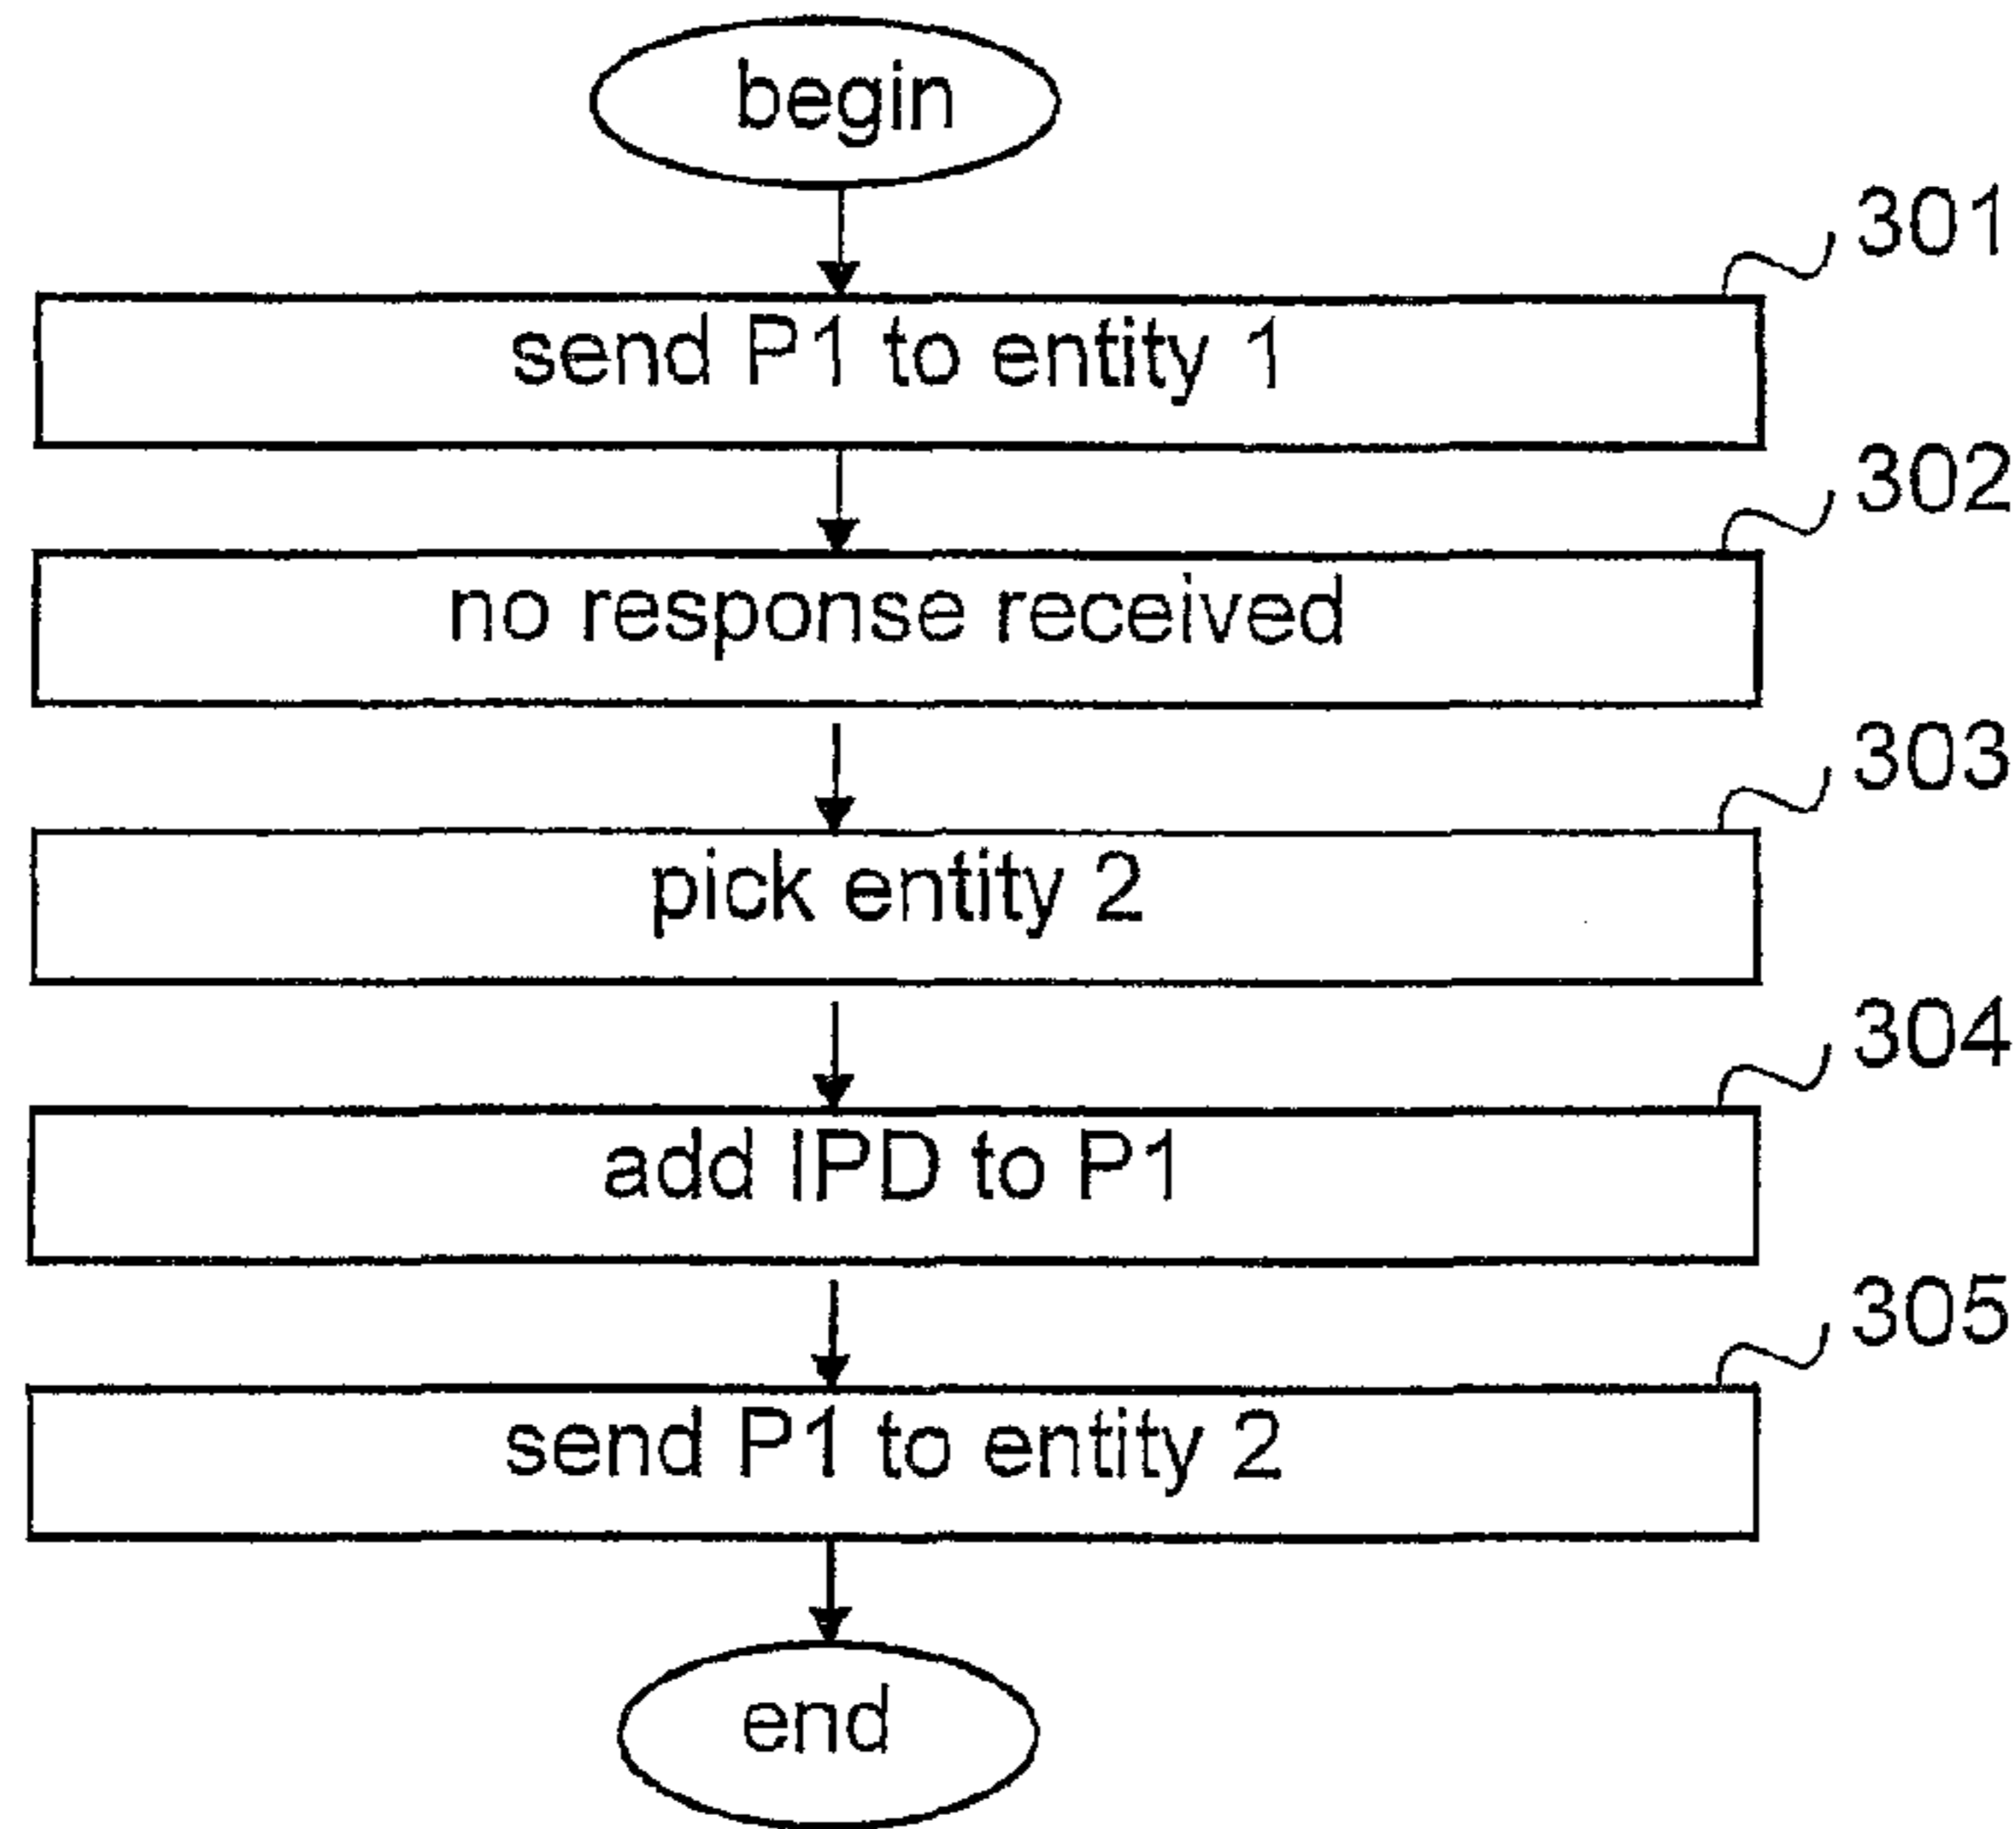 begin
301
send P1 to entity 1
302
no response received
303
pick entity 2
304
add IPD to P1
305
send P1 to entity 2
end